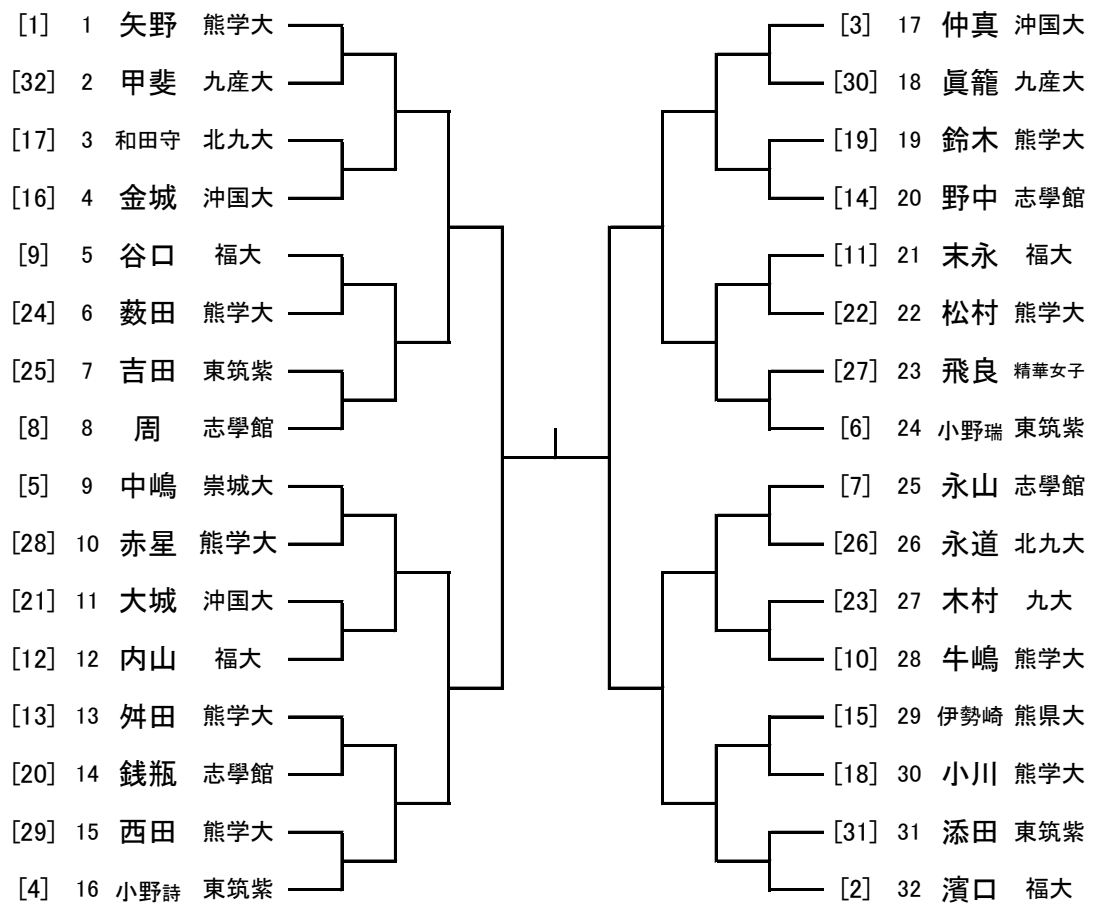 [1] 1 矢野 熊学大
[32] 2 甲斐 九産大
[17] 3 和田守 北九大
[16] 4 金城 沖国大
[9] 5 谷口 福大
[24] 6 薮田 熊学大
[25] 7 吉田 東筑紫
[8] 8 周 志學館
[5] 9 中嶋 崇城大
[28] 10 赤星 熊学大
[21] 11 大城 沖国大
[12] 12 内山 福大
[13] 13 舛田 熊学大
[20] 14 銭瓶 志學館
[29] 15 西田 熊学大
[4] 16 小野詩 東筑紫
[3] 17 仲真 沖国大
[30] 18 眞籠 九産大
[19] 19 鈴木 熊学大
[14] 20 野中 志學館
[11] 21 末永 福大
[22] 22 松村 熊学大
[27] 23 飛良 精華女子
[6] 24 小野瑞 東筑紫
[7] 25 永山 志學館
[26] 26 永道 北九大
[23] 27 木村 九大
[10] 28 牛嶋 熊学大
[15] 29 伊勢崎 熊県大
[18] 30 小川 熊学大
[31] 31 添田 東筑紫
[2] 32 濱口 福大